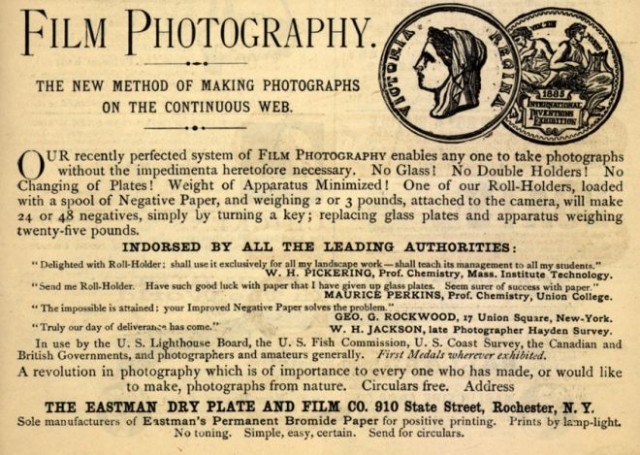 FILM PHOTOGRAPHY.
VICTORIA REGINA
1885
INTERNATIONAL
INVENTIONS
EXHIBITION
THE NEW METHOD OF MAKING PHOTOGRAPHS
ON THE CONTINUOUS WEB.
OUR recently perfected system of FILM PHOTOGRAPHY enables any one to take photographs
without the impedimenta heretofore necessary. No Glass! No Double Holders! No
Changing of Plates! Weight of Apparatus Minimized! One of our Roll-Holders, loaded
with a spool of Negative Paper, and weighing 2 or 3 pounds, attached to the camera, will make
24 or 48 negatives, simply by turning a key; replacing glass plates and apparatus weighing
twenty-five pounds.
INDORSED BY ALL THE LEADING AUTHORITIES:
"Delighted with Roll-Holder; shall use it exclusively for all my landscape work—shall teach its management to all my students."
W. H. PICKERING, Prof. Chemistry, Mass. Institute Technology.
"Send me Roll-Holder. Have such good luck with paper that I have given up glass plates. Seem surer of success with paper."
MAURICE PERKINS, Prof. Chemistry, Union College.
"The impossible is attained: your Improved Negative Paper solves the problem."
GEO. G. ROCKWOOD, 17 Union Square, New-York.
"Truly our day of deliverance has come."
W. H. JACKSON, late Photographer Hayden Survey.
In use by the U. S. Lighthouse Board, the U. S. Fish Commission, U. S. Coast Survey, the Canadian and
British Governments, and photographers and amateurs generally. First Medals wherever exhibited.
A revolution in photography which is of importance to every one who has made, or would like
to make, photographs from nature. Circulars free. Address
THE EASTMAN DRY PLATE AND FILM CO. 910 State Street, Rochester, N. Y.
Sole manufacturers of Eastman's Permanent Bromide Paper for positive printing. Prints by lamp-light.
No toning. Simple, easy, certain. Send for circulars.